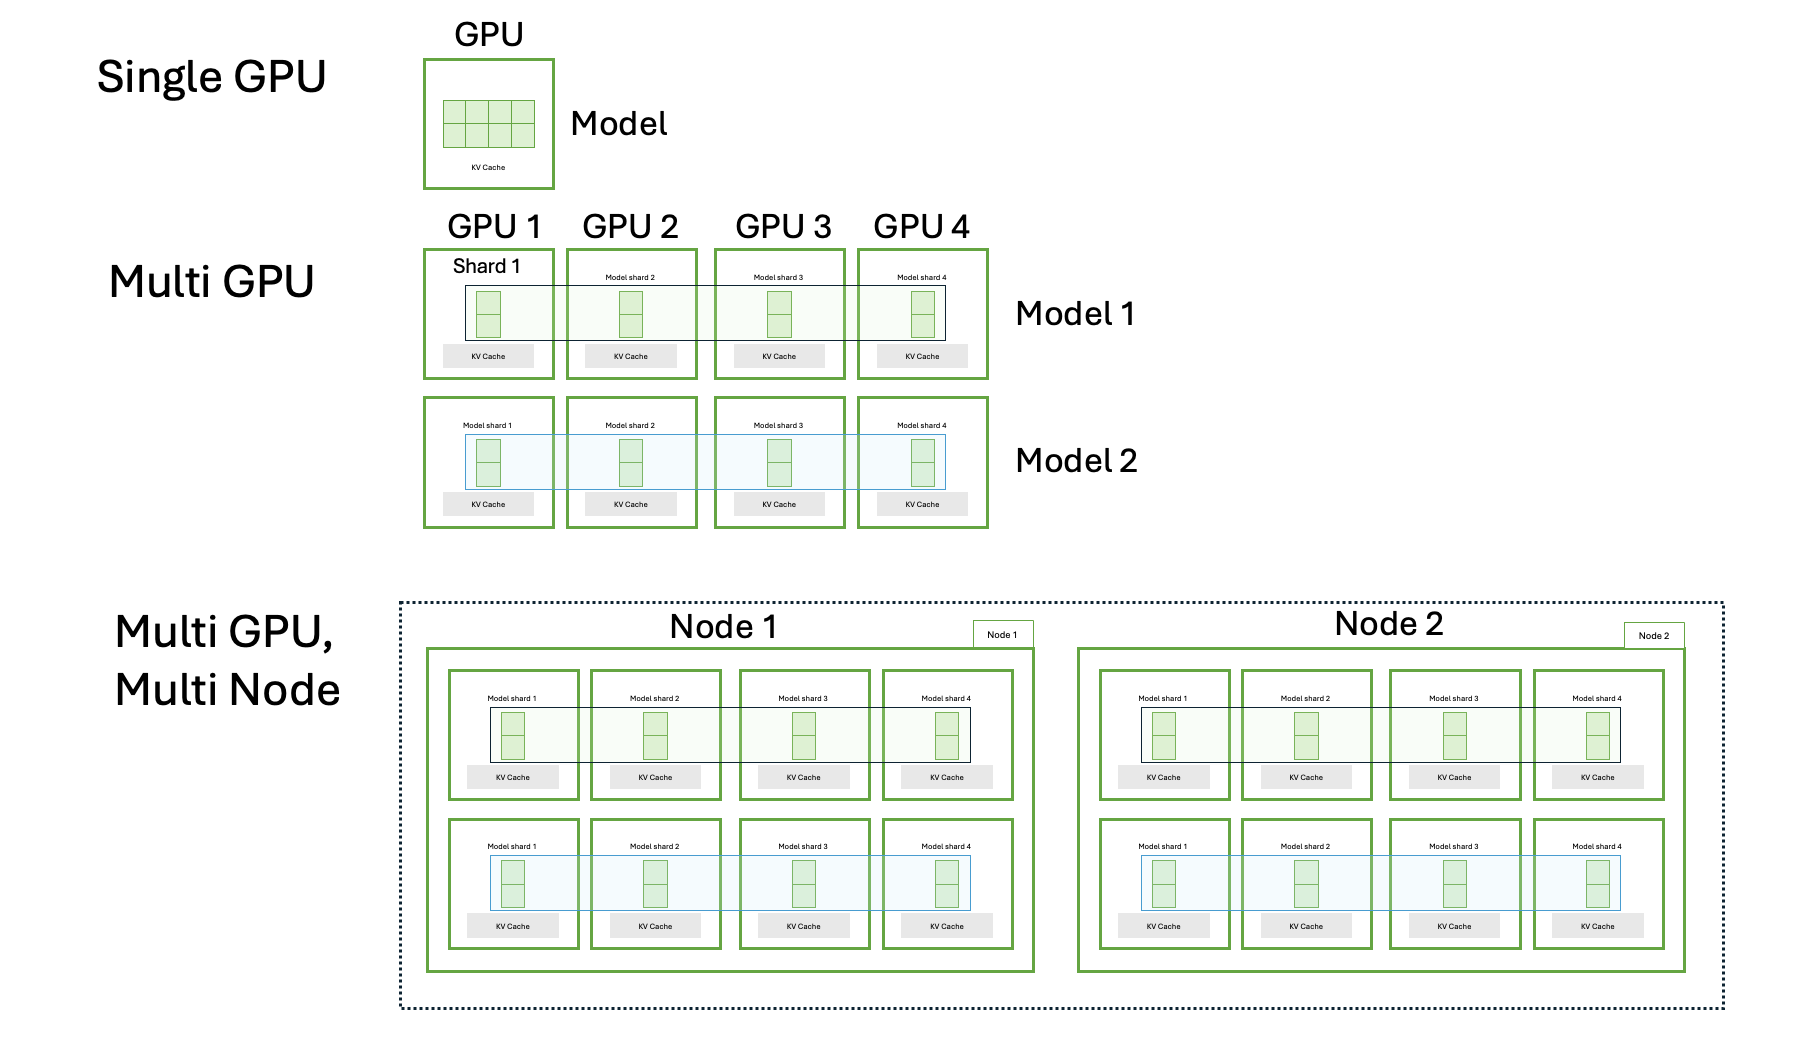 GPU
Single GPU
Model
KV Cache
GPU 1 GPU 2 GPU 3 GPU 4
Multi GPU
Shard 1 Model shard 2 Model shard 3 Model shard 4
Model 1
KV Cache KV Cache KV Cache KV Cache
Model shard 1 Model shard 2 Model shard 3 Model shard 4
Model 2
KV Cache KV Cache KV Cache KV Cache
Multi GPU,
Multi Node
Node 1
Node 1
Model shard 1 Model shard 2 Model shard 3 Model shard 4
KV Cache KV Cache KV Cache KV Cache
Model shard 1 Model shard 2 Model shard 3 Model shard 4
KV Cache KV Cache KV Cache KV Cache
Node 2
Node 2
Model shard 1 Model shard 2 Model shard 3 Model shard 4
KV Cache KV Cache KV Cache KV Cache
Model shard 1 Model shard 2 Model shard 3 Model shard 4
KV Cache KV Cache KV Cache KV Cache